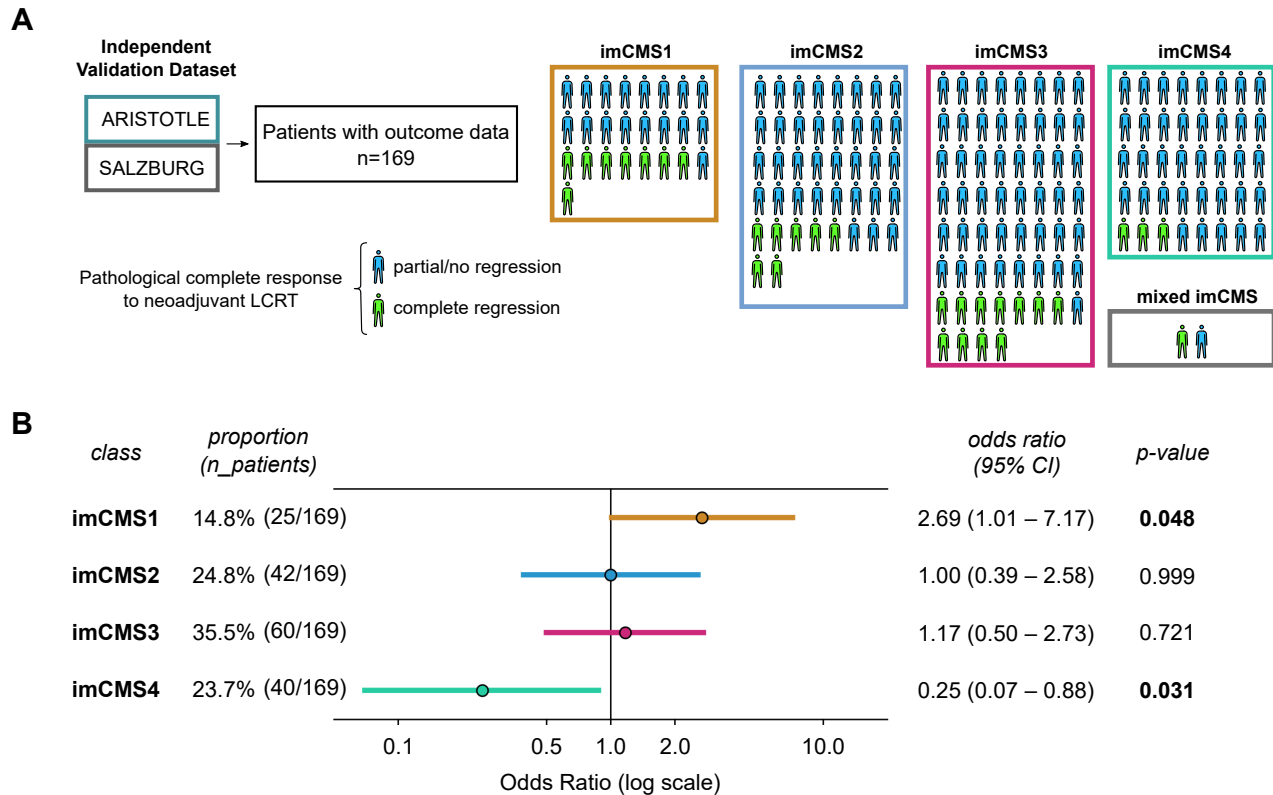 A
Independent
Validation Dataset
ARISTOTLE
SALZBURG
Patients with outcome data
n=169
Pathological complete response
to neoadjuvant LCRT
partial/no regression
complete regression
imCMS1
imCMS2
imCMS3
imCMS4
mixed imCMS
B
class
proportion
(n_patients)
odds ratio
(95% CI)
p-value
imCMS1 14.8% (25/169) 2.69 (1.01 – 7.17) 0.048
imCMS2 24.8% (42/169) 1.00 (0.39 – 2.58) 0.999
imCMS3 35.5% (60/169) 1.17 (0.50 – 2.73) 0.721
imCMS4 23.7% (40/169) 0.25 (0.07 – 0.88) 0.031
0.1 0.5 1.0 2.0 10.0
Odds Ratio (log scale)